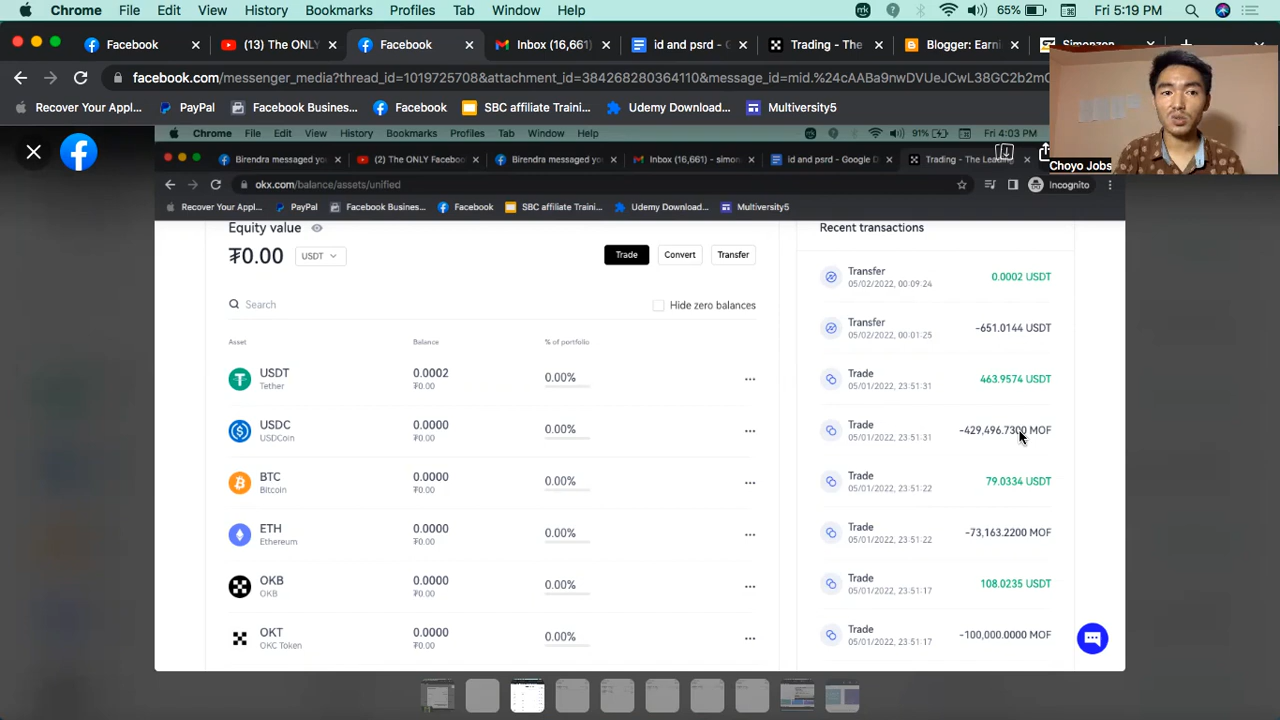 Chrome File Edit View History Bookmarks Profiles Tab Window Help 65% Fri 5:19 PM
Facebook (13) The ONLY Facebook Inbox (16,661) id and psrd - Google Trading - The Blogger: Earni Simonzon
facebook.com/messenger_media?thread_id=1019725708&attachment_id=384268280364110&message_id=mid.%24cAABa9nwDVUeJCwL38GC2b2mG
Recover Your Appl... PayPal Facebook Business... Facebook SBC affiliate Traini... Udemy Download... Multiversity5
Choyo Jobs
Chrome File Edit View History Bookmarks Profiles Tab Window Help 91% Fri 4:03 PM
Birendra messaged yo (2) The ONLY Facebook Birendra messaged yo Inbox (16,661) - simon id and psrd - Google D Trading - The Leading
okx.com/balance/assets/unified Incognito
Recover Your Appl... PayPal Facebook Business... Facebook SBC affiliate Traini... Udemy Download... Multiversity5
Equity value
₮0.00 USDT Trade Convert Transfer
Search Hide zero balances
Asset Balance % of portfolio
USDT 0.0002 0.00%
Tether ₮0.00
USDC 0.0000 0.00%
USDCoin ₮0.00
BTC 0.0000 0.00%
Bitcoin ₮0.00
ETH 0.0000 0.00%
Ethereum ₮0.00
OKB 0.0000 0.00%
OKB ₮0.00
OKT 0.0000 0.00%
OKC Token ₮0.00
Recent transactions
Transfer 0.0002 USDT
05/02/2022, 00:09:24
Transfer -651.0144 USDT
05/02/2022, 00:01:25
Trade 463.9574 USDT
05/01/2022, 23:51:31
Trade -429,496.7300 MOF
05/01/2022, 23:51:31
Trade 79.0334 USDT
05/01/2022, 23:51:22
Trade -73,163.2200 MOF
05/01/2022, 23:51:22
Trade 108.0235 USDT
05/01/2022, 23:51:17
Trade -100,000.0000 MOF
05/01/2022, 23:51:17